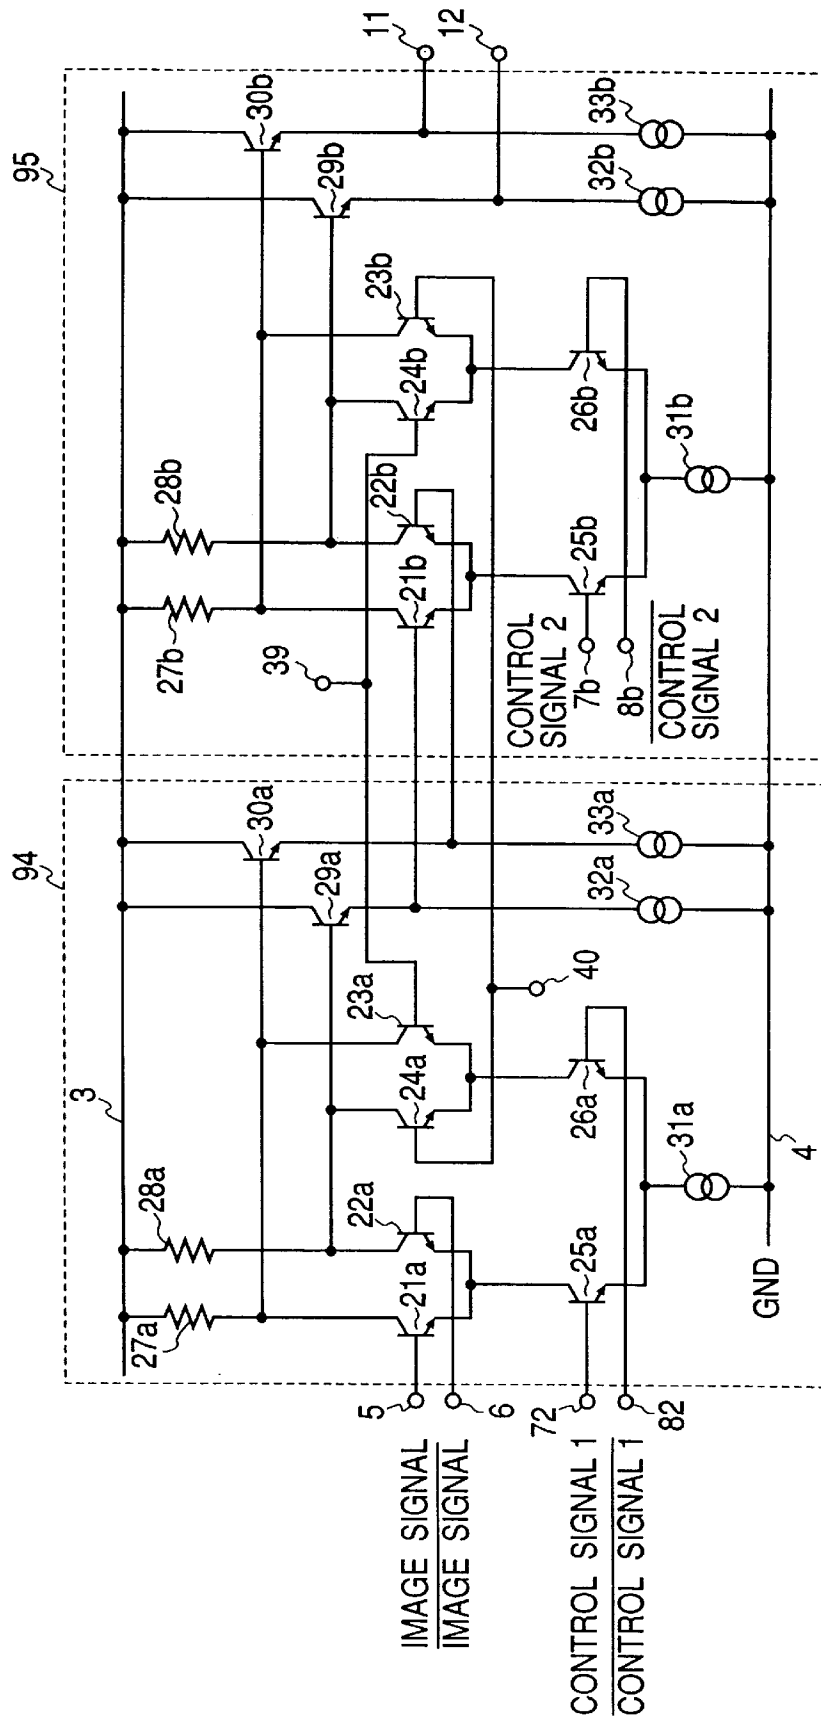 94
95
3
30a
30b
11
12
27a
28a
29a
39
27b
28b
29b
5
6
IMAGE SIGNAL
IMAGE SIGNAL
21a
22a
24a
23a
21b
22b
24b
23b
40
72
82
CONTROL SIGNAL 1
CONTROL SIGNAL 1
25a
26a
CONTROL
SIGNAL 2
7b
8b
CONTROL
SIGNAL 2
25b
26b
31a
32a
33a
31b
32b
33b
GND
4